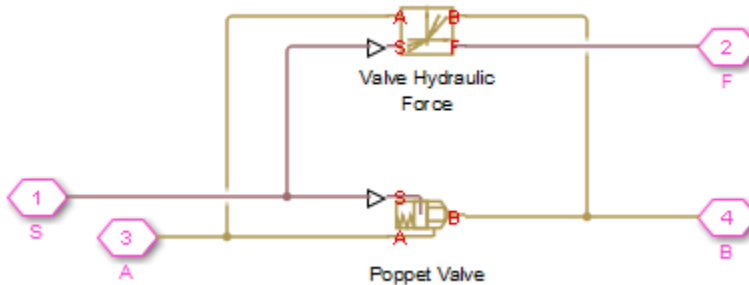 A B
S F
2
F
Valve Hydraulic
Force
1
S
S
B
A
3
A
4
B
Poppet Valve